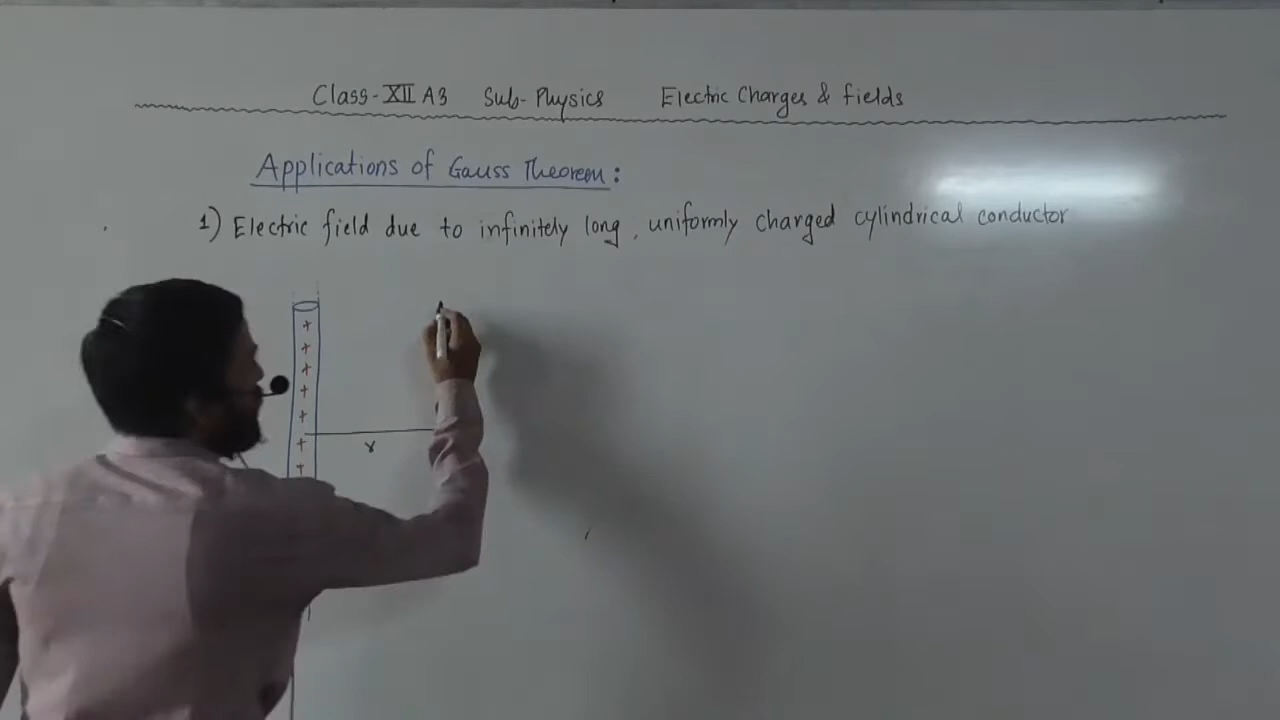 Class-XII A3 Sub-Physics Electric Charges & fields
Applications of Gauss Theorem:
1) Electric field due to infinitely long, uniformly charged cylindrical conductor
+
+
+
+
+
+
+
r